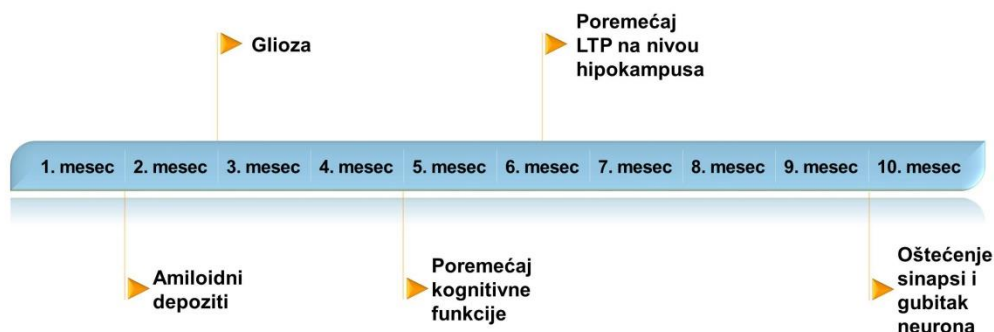 Glioza
Poremećaj
LTP na nivou
hipokampusa
1. mesec 2. mesec 3. mesec 4. mesec 5. mesec 6. mesec 7. mesec 8. mesec 9. mesec 10. mesec
Amiloidni
depoziti
Poremećaj
kognitivne
funkcije
Oštećenje
sinapsi i
gubitak
neurona